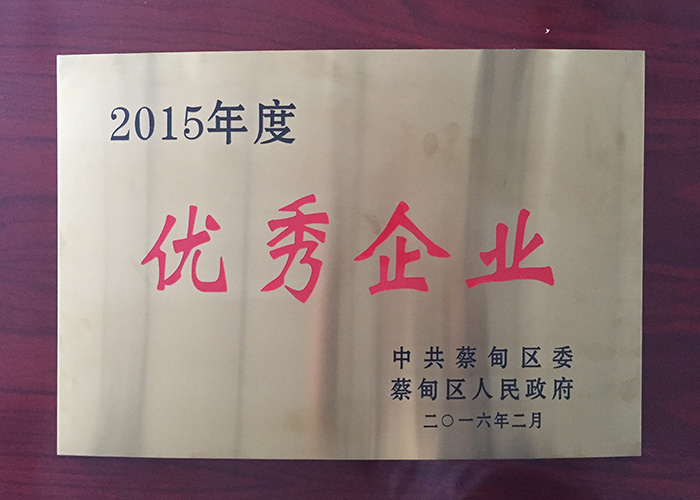 2015年度
优秀企业
中共蔡甸区委
蔡甸区人民政府
二〇一六年二月